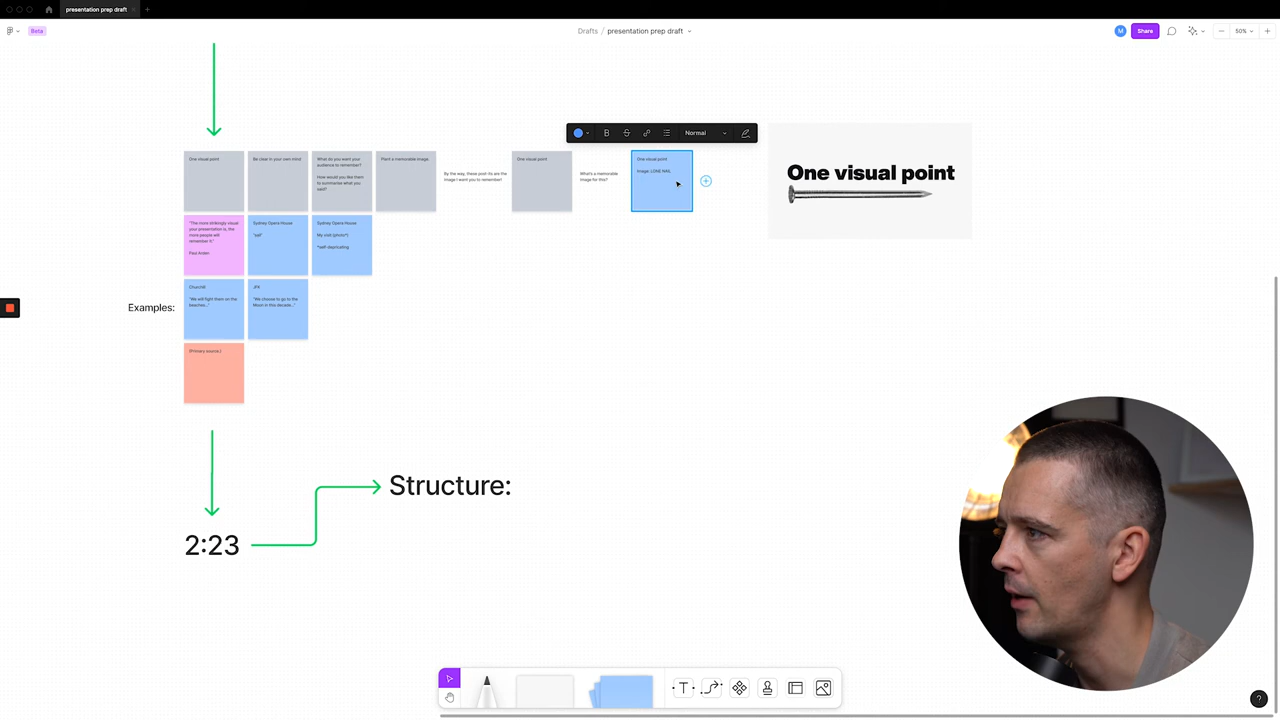 presentation prep draft
Beta
Drafts / presentation prep draft
M
Share
50%
B
S
Normal
One visual point
Be clear in your own mind
What do you want your
audience to remember?
How would you like them
to summarise what you
said?
Plant a memorable image.
By the way, these post-its are the
image I want you to remember!
One visual point
What's a memorable
image for this?
One visual point
Image: LONE NAIL
One visual point
"The more strikingly visual
your presentation is, the
more people will
remember it"
Paul Arden
Sydney Opera House
"sail"
Sydney Opera House
My visit (photo*)
*self-depricating
Examples:
Churchill
"We will fight them on the
beaches..."
JFK
"We choose to go to the
Moon in this decade..."
(Primary source.)
Structure:
2:23
T
?